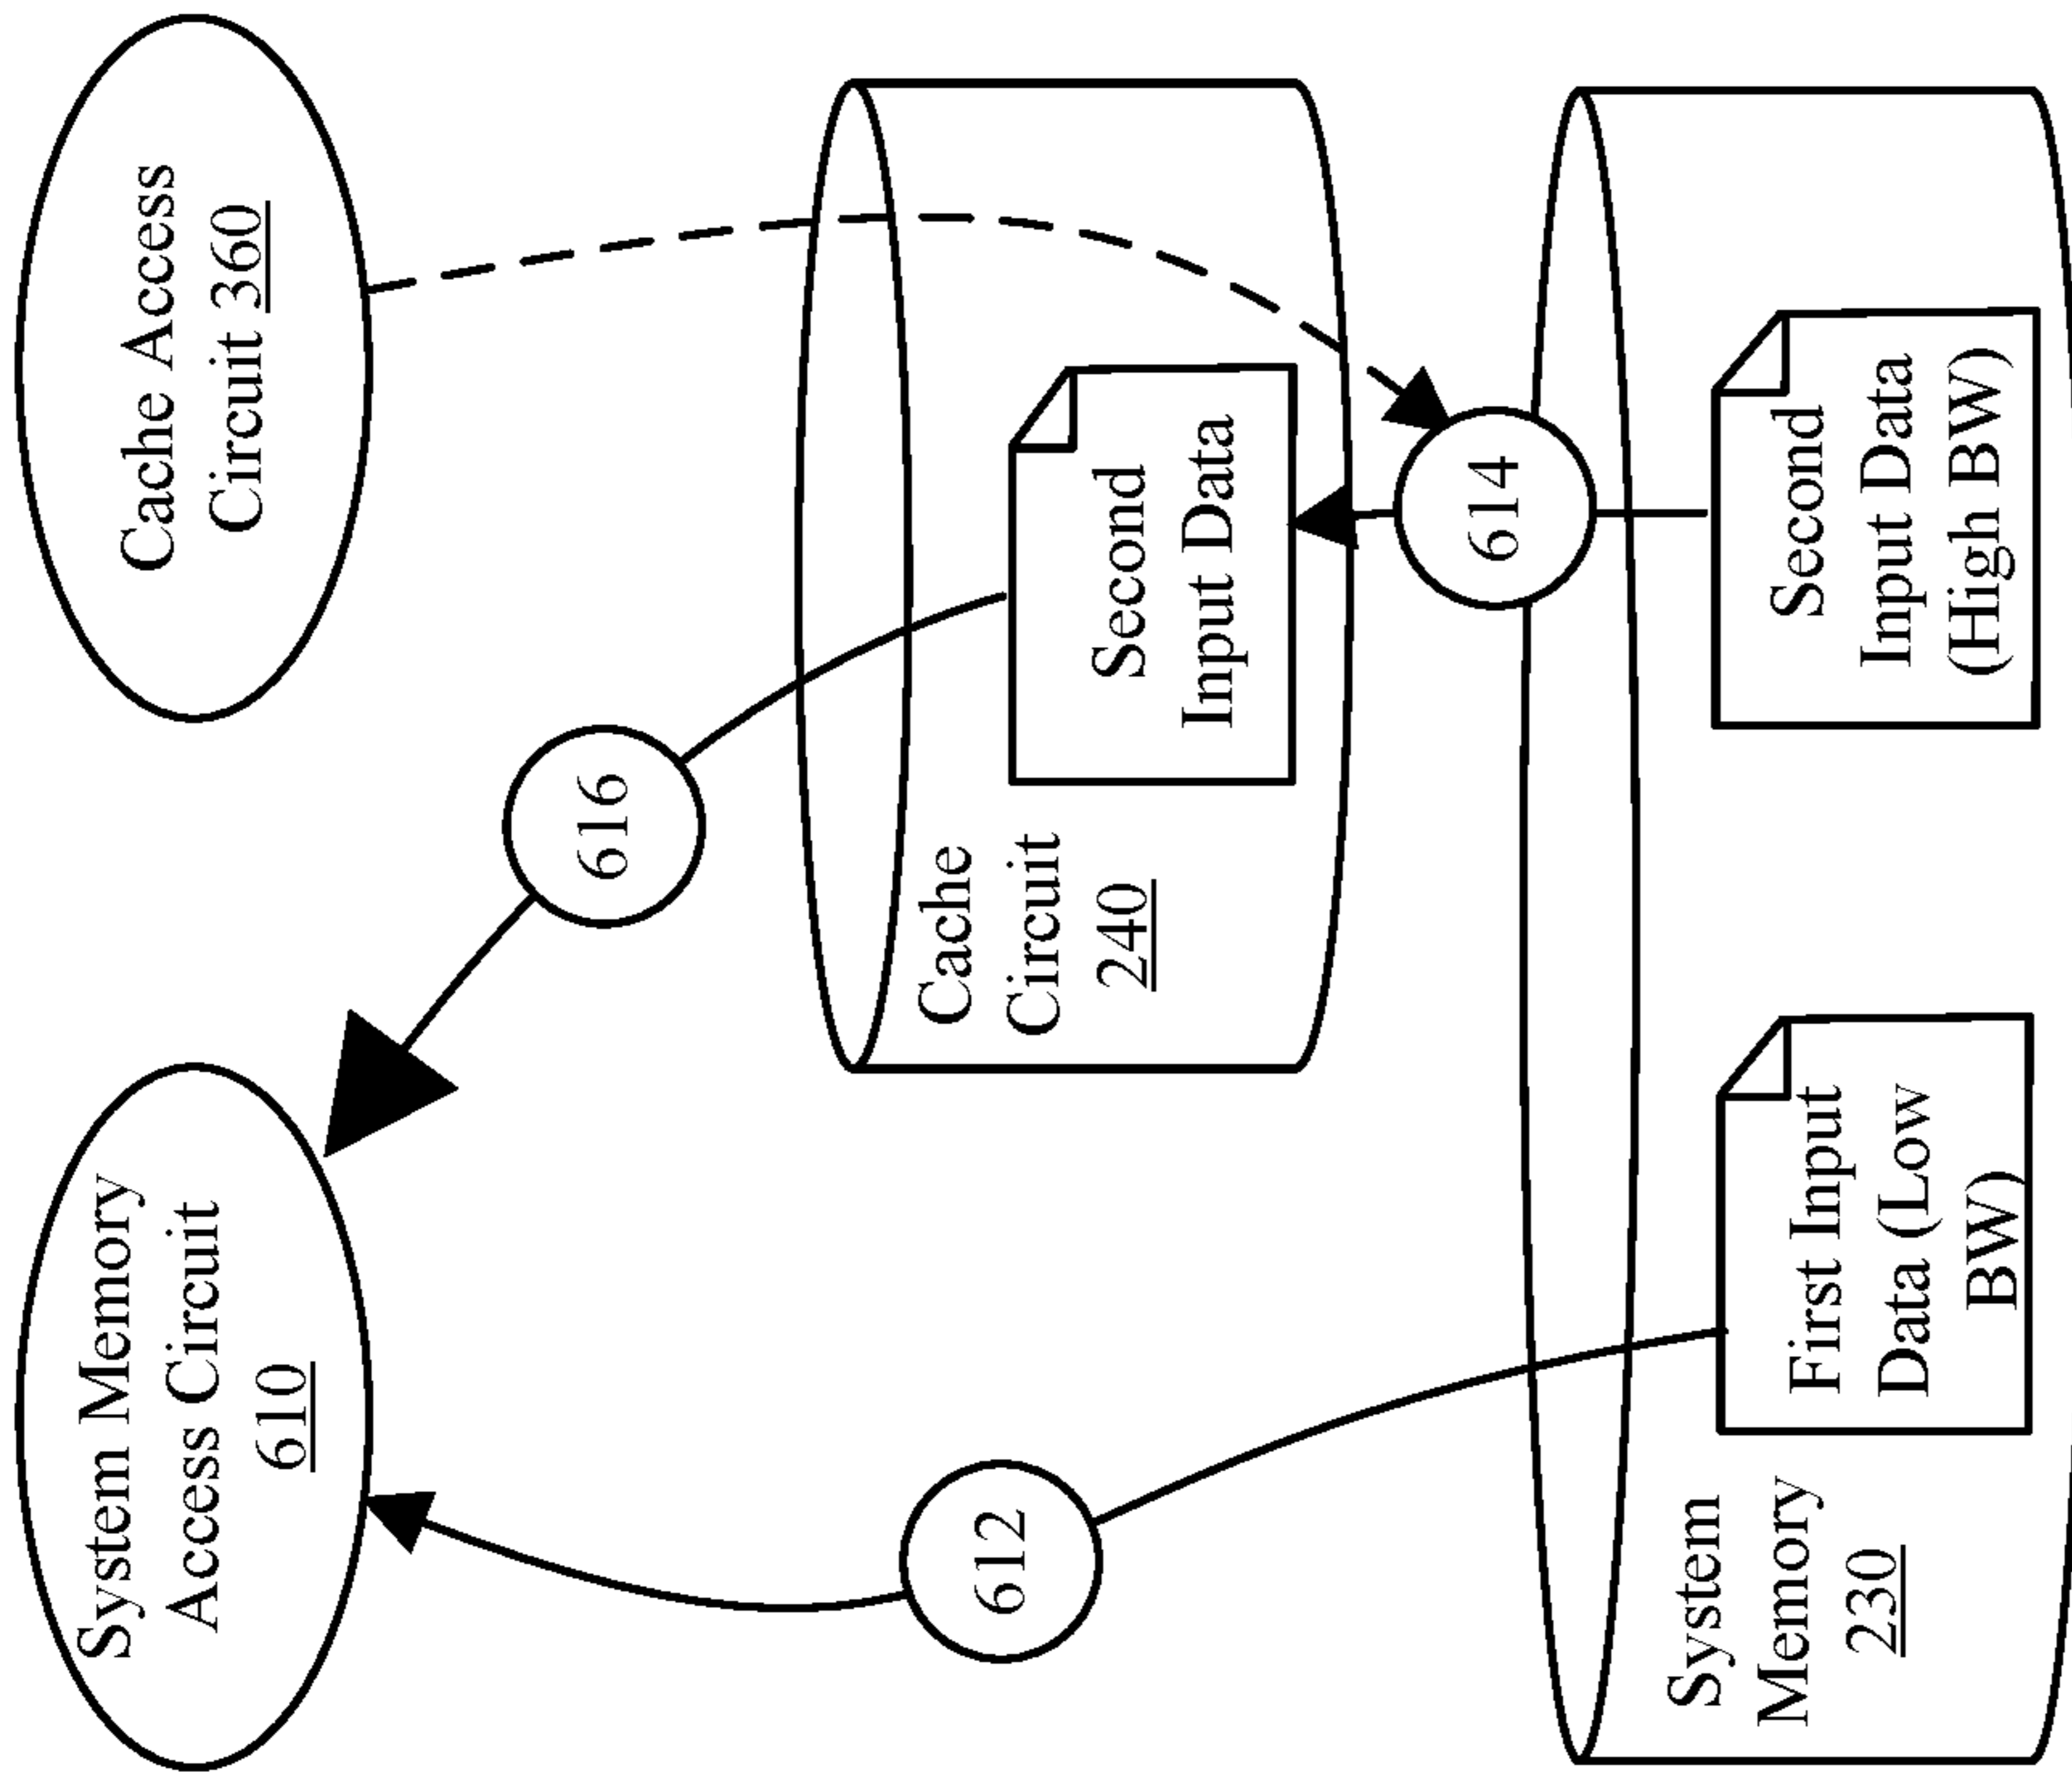 System Memory
Access Circuit
610
Cache Access
Circuit 360
616
612
Cache
Circuit
240
Second
Input Data
614
System
Memory
230
First Input
Data (Low
BW)
Second
Input Data
(High BW)